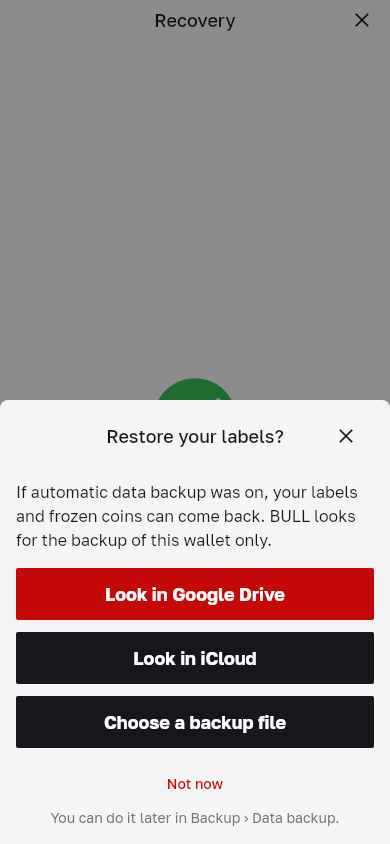 Recovery
Restore your labels?
If automatic data backup was on, your labels
and frozen coins can come back. BULL looks
for the backup of this wallet only.
Look in Google Drive
Look in iCloud
Choose a backup file
Not now
You can do it later in Backup › Data backup.